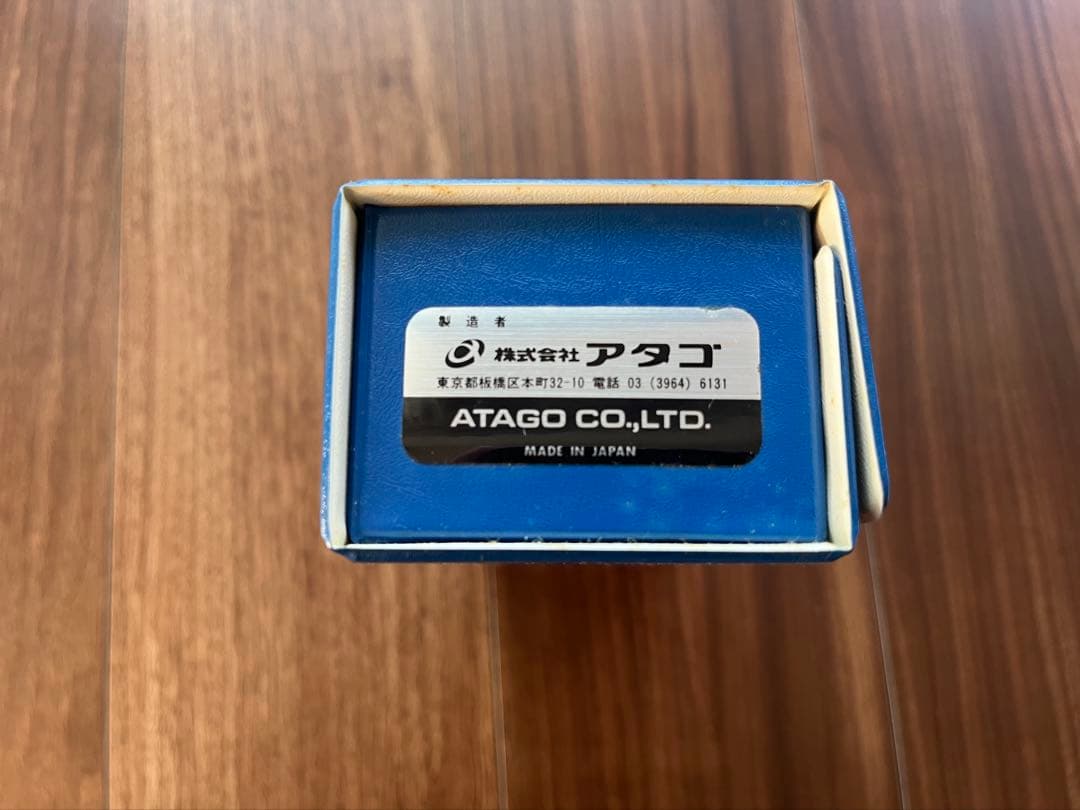 製造者
株式会社アタゴ
東京都板橋区本町32-10 電話 03 (3964) 6131
ATAGO CO.,LTD.
MADE IN JAPAN